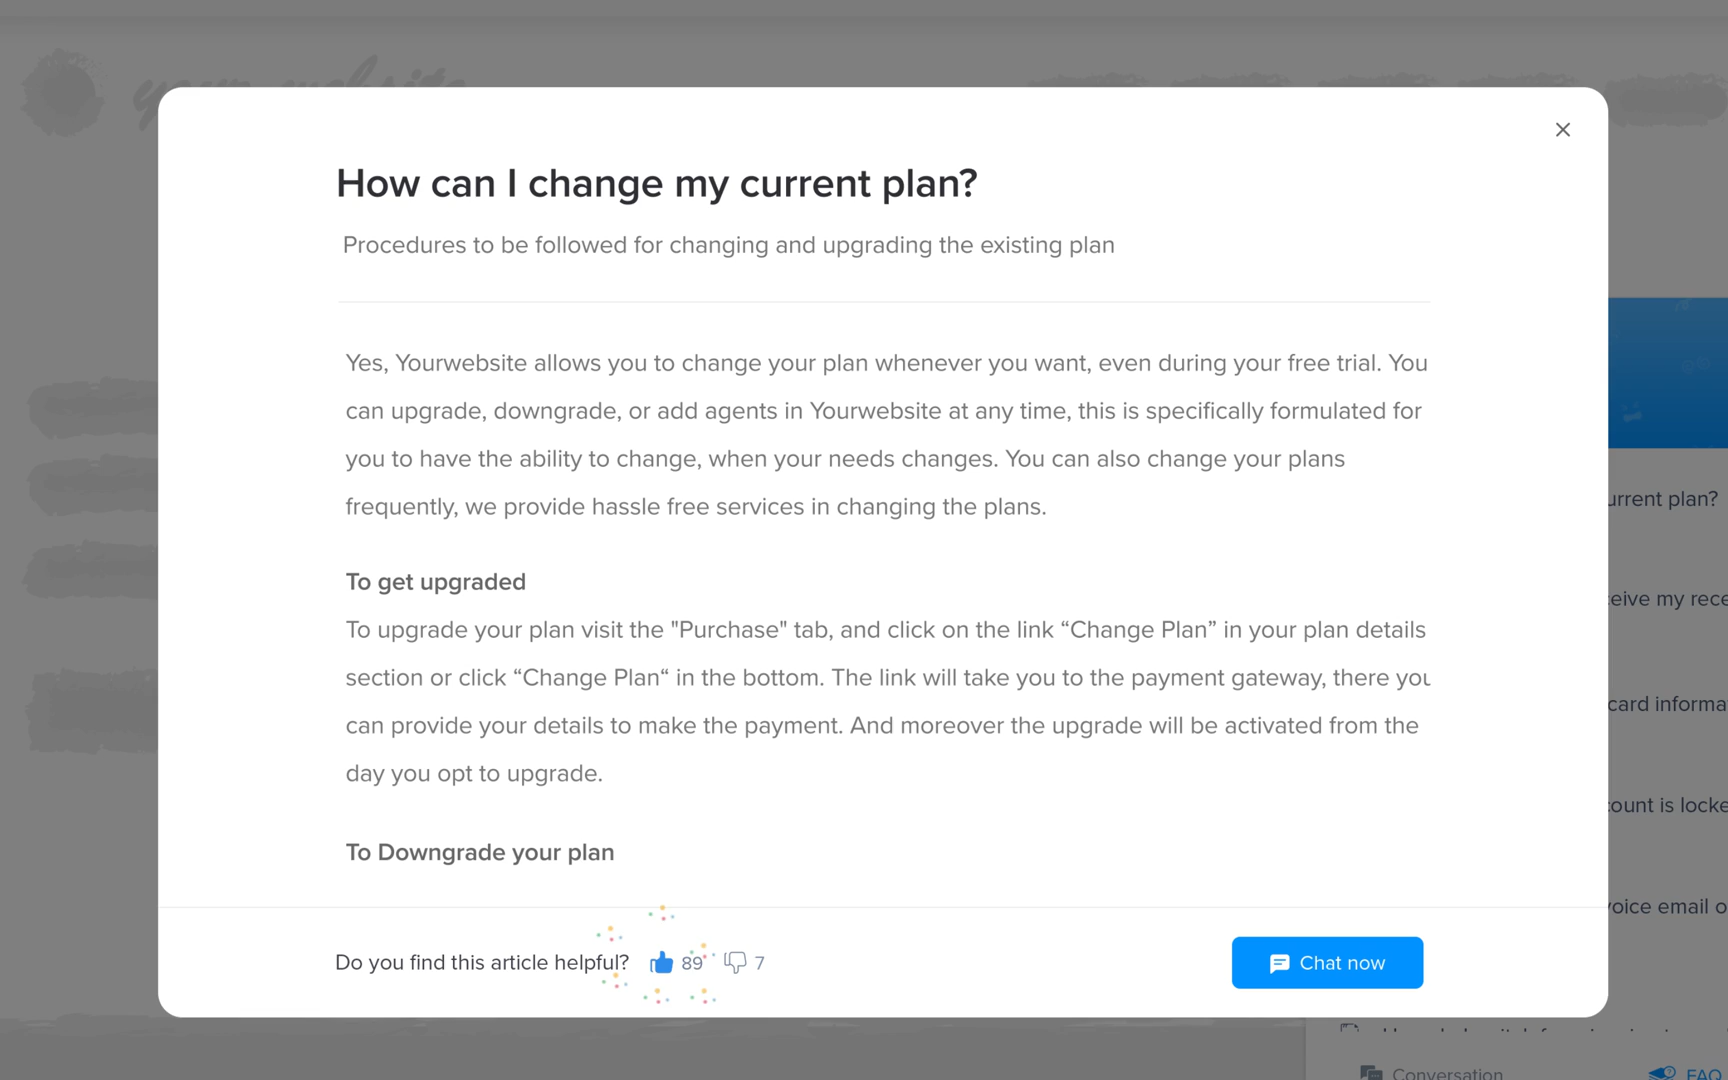 your website
How can I change my current plan?
Procedures to be followed for changing and upgrading the existing plan
Yes, Yourwebsite allows you to change your plan whenever you want, even during your free trial. You
can upgrade, downgrade, or add agents in Yourwebsite at any time, this is specifically formulated for
you to have the ability to change, when your needs changes. You can also change your plans
frequently, we provide hassle free services in changing the plans.
To get upgraded
To upgrade your plan visit the "Purchase" tab, and click on the link “Change Plan” in your plan details
section or click “Change Plan“ in the bottom. The link will take you to the payment gateway, there you
can provide your details to make the payment. And moreover the upgrade will be activated from the
day you opt to upgrade.
To Downgrade your plan
Do you find this article helpful? 89 7
Chat now
urrent plan?
eive my rece
card informa
ount is locke
voice email o
Conversation
FAQ